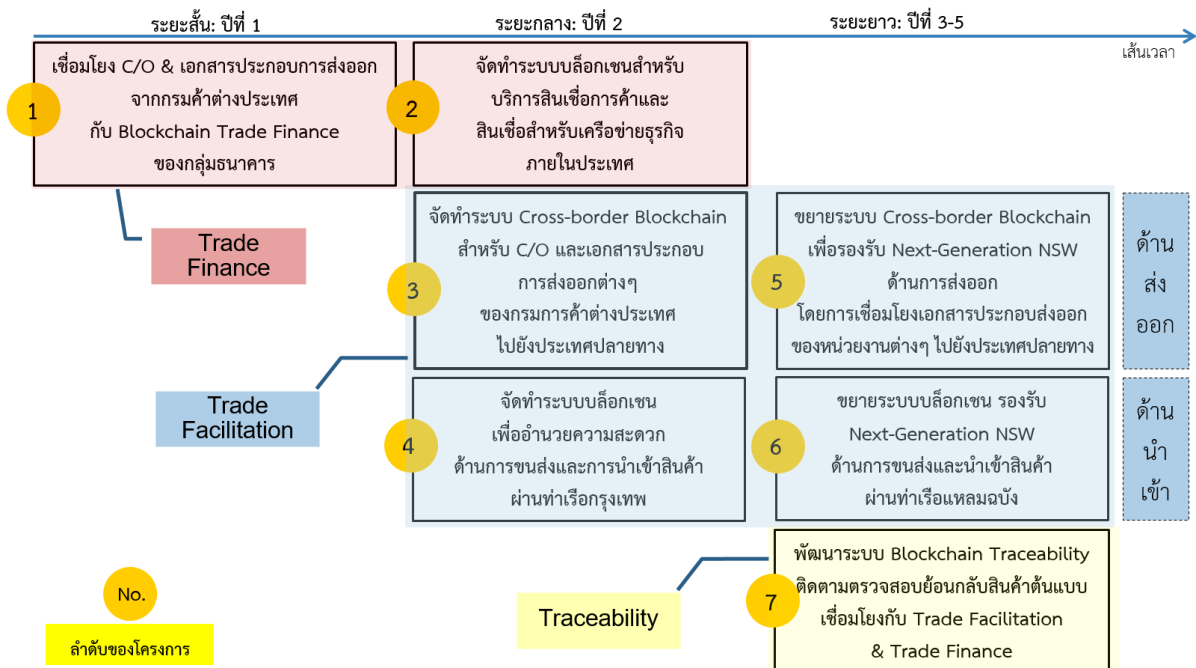 ระยะสั้น: ปีที่ 1
ระยะกลาง: ปีที่ 2
ระยะยาว: ปีที่ 3-5
เส้นเวลา
1
เชื่อมโยง C/O & เอกสารประกอบการส่งออก
จากกรมค้าต่างประเทศ
กับ Blockchain Trade Finance
ของกลุ่มธนาคาร
2
จัดทำระบบบล็อกเชนสำหรับ
บริการสินเชื่อการค้าและ
สินเชื่อสำหรับเครือข่ายธุรกิจ
ภายในประเทศ
Trade
Finance
3
จัดทำระบบ Cross-border Blockchain
สำหรับ C/O และเอกสารประกอบ
การส่งออกต่างๆ
ของกรมการค้าต่างประเทศ
ไปยังประเทศปลายทาง
5
ขยายระบบ Cross-border Blockchain
เพื่อรองรับ Next-Generation NSW
ด้านการส่งออก
โดยการเชื่อมโยงเอกสารประกอบส่งออก
ของหน่วยงานต่างๆ ไปยังประเทศปลายทาง
ด้าน
ส่ง
ออก
Trade
Facilitation
4
จัดทำระบบบล็อกเชน
เพื่ออำนวยความสะดวก
ด้านการขนส่งและการนำเข้าสินค้า
ผ่านท่าเรือกรุงเทพ
6
ขยายระบบบล็อกเชน รองรับ
Next-Generation NSW
ด้านการขนส่งและนำเข้าสินค้า
ผ่านท่าเรือแหลมฉบัง
ด้าน
นำ
เข้า
Traceability
7
พัฒนาระบบ Blockchain Traceability
ติดตามตรวจสอบย้อนกลับสินค้าต้นแบบ
เชื่อมโยงกับ Trade Facilitation
& Trade Finance
No.
ลำดับของโครงการ